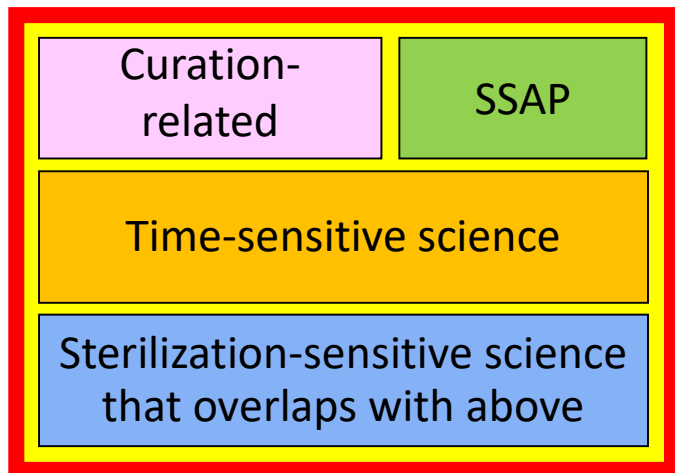 Curation-
related
SSAP
Time-sensitive science
Sterilization-sensitive science
that overlaps with above